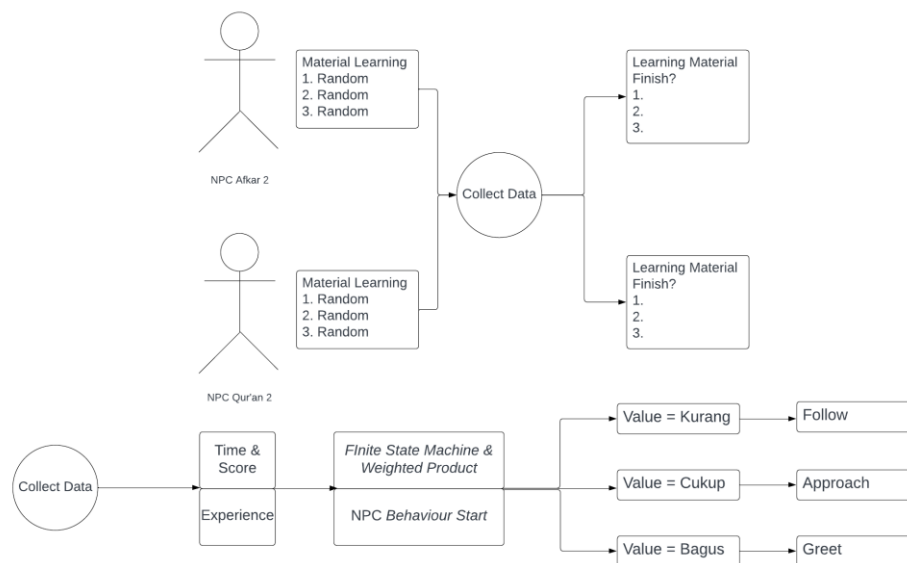 Material Learning
1. Random
2. Random
3. Random
NPC Afkar 2
Learning Material
Finish?
1.
2.
3.
Collect Data
Material Learning
1. Random
2. Random
3. Random
NPC Qur'an 2
Learning Material
Finish?
1.
2.
3.
Collect Data
Time &
Score
Experience
FInite State Machine &
Weighted Product
NPC Behaviour Start
Value = Kurang
Follow
Value = Cukup
Approach
Value = Bagus
Greet